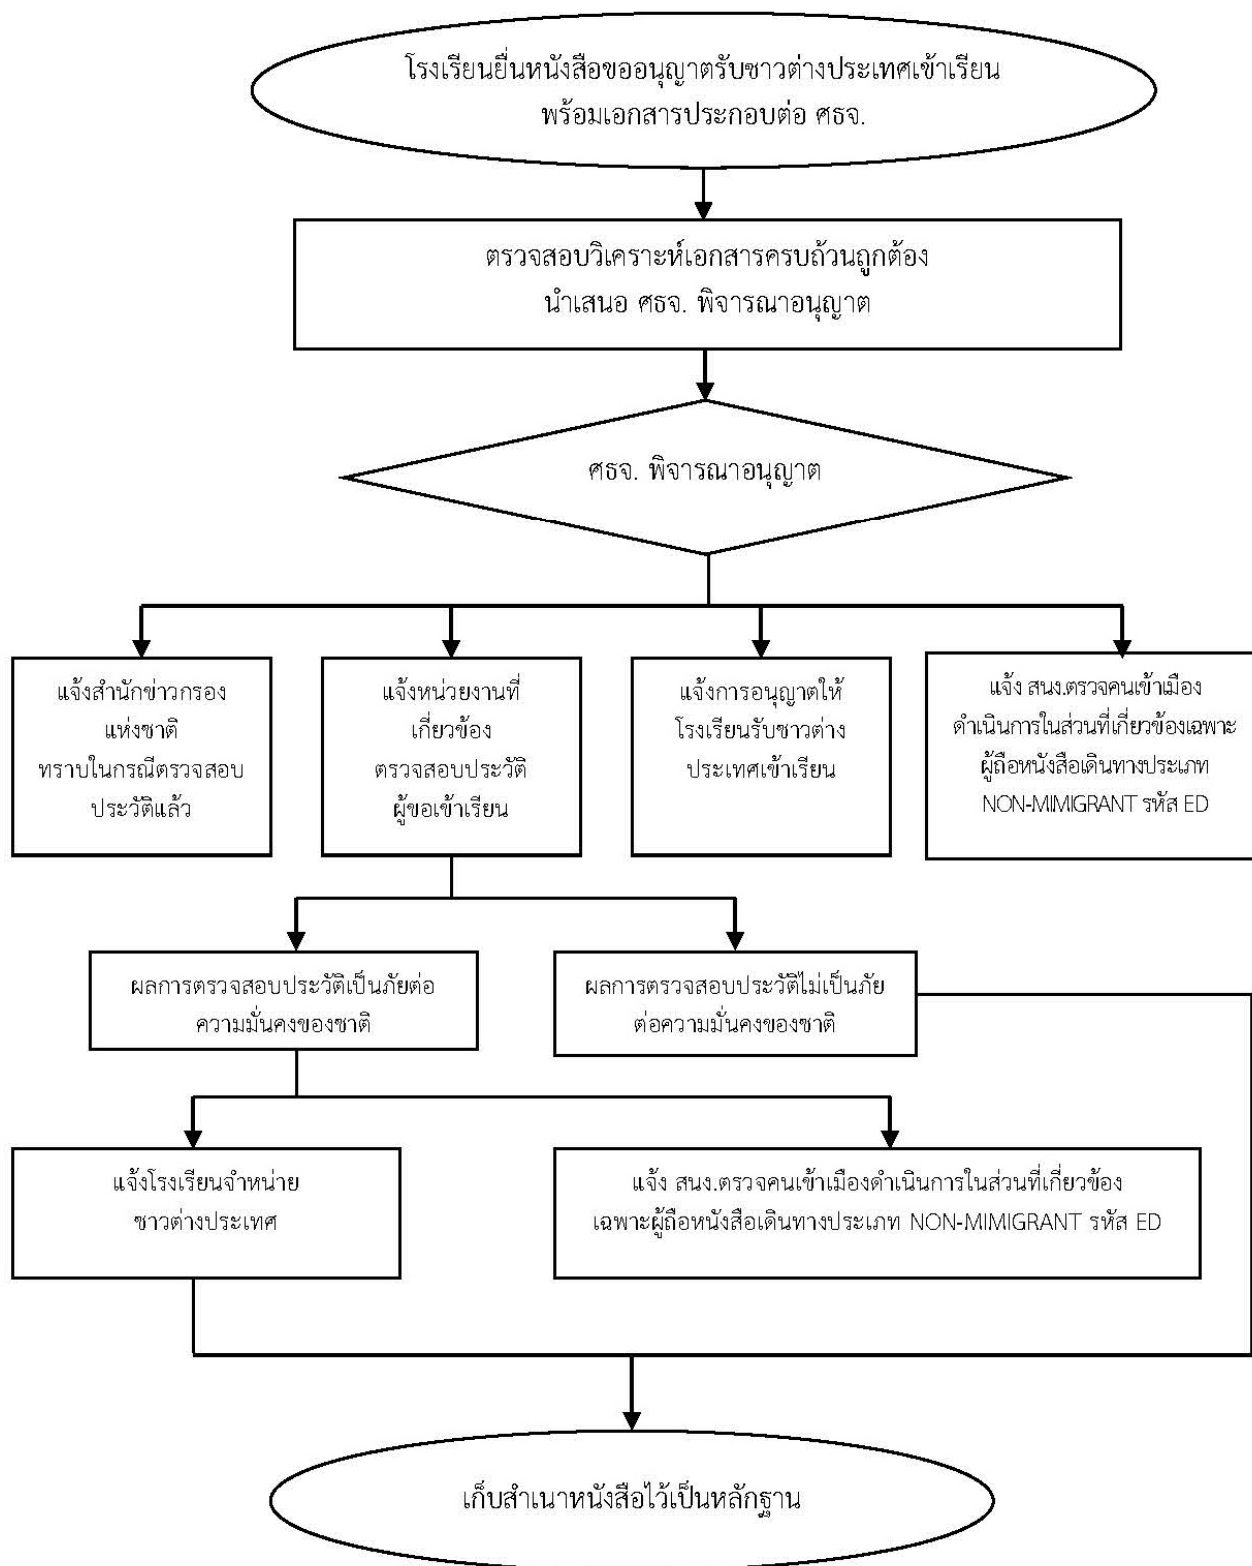 โรงเรียนยื่นหนังสือขออนุญาตรับชาวต่างประเทศเข้าเรียน
พร้อมเอกสารประกอบต่อ ศธจ.
ตรวจสอบวิเคราะห์เอกสารครบถ้วนถูกต้อง
นำเสนอ ศธจ. พิจารณาอนุญาต
ศธจ. พิจารณาอนุญาต
แจ้งสำนักข่าวกรอง
แห่งชาติ
ทราบในกรณีตรวจสอบ
ประวัติแล้ว
แจ้งหน่วยงานที่
เกี่ยวข้อง
ตรวจสอบประวัติ
ผู้ขอเข้าเรียน
แจ้งการอนุญาตให้
โรงเรียนรับชาวต่าง
ประเทศเข้าเรียน
แจ้ง สนง.ตรวจคนเข้าเมือง
ดำเนินการในส่วนที่เกี่ยวข้องเฉพาะ
ผู้ถือหนังสือเดินทางประเภท
NON-MIMIGRANT รหัส ED
ผลการตรวจสอบประวัติเป็นภัยต่อ
ความมั่นคงของชาติ
ผลการตรวจสอบประวัติไม่เป็นภัย
ต่อความมั่นคงของชาติ
แจ้งโรงเรียนจำหน่าย
ชาวต่างประเทศ
แจ้ง สนง.ตรวจคนเข้าเมืองดำเนินการในส่วนที่เกี่ยวข้อง
เฉพาะผู้ถือหนังสือเดินทางประเภท NON-MIMIGRANT รหัส ED
เก็บสำเนาหนังสือไว้เป็นหลักฐาน